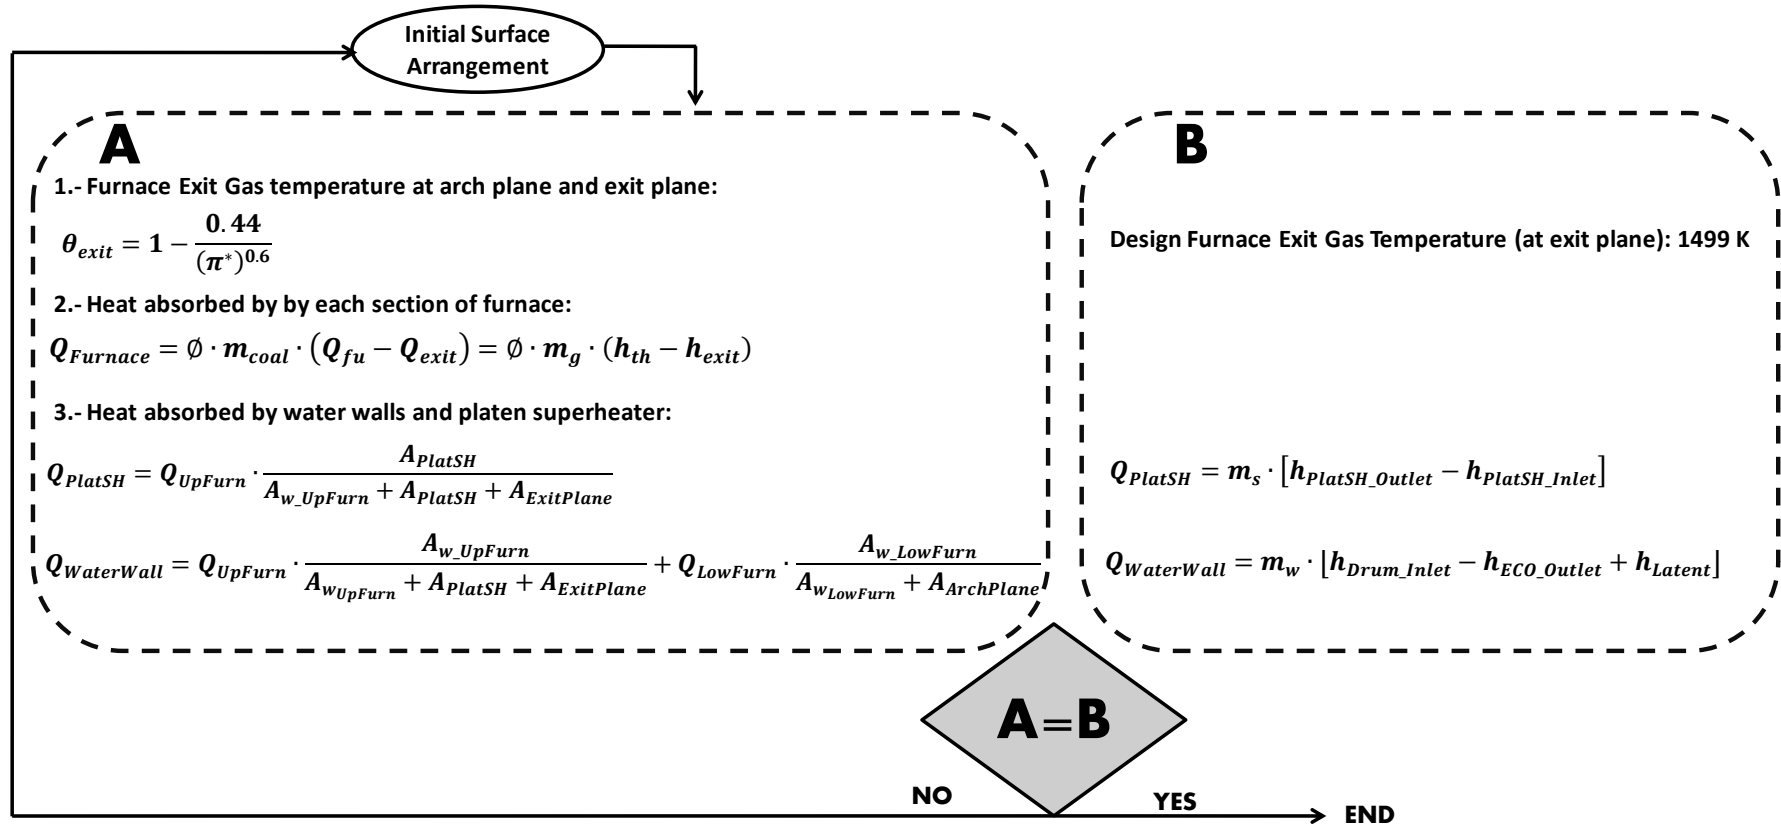 Initial Surface
Arrangement
A
1.- Furnace Exit Gas temperature at arch plane and exit plane:
θ_exit = 1 − 0.44 / (π*)^0.6
2.- Heat absorbed by by each section of furnace:
Q_Furnace = ∅ · m_coal · (Q_fu − Q_exit) = ∅ · m_g · (h_th − h_exit)
3.- Heat absorbed by water walls and platen superheater:
Q_PlatSH = Q_UpFurn · A_PlatSH / (A_w_UpFurn + A_PlatSH + A_ExitPlane)
Q_WaterWall = Q_UpFurn · A_w_UpFurn / (A_w_UpFurn + A_PlatSH + A_ExitPlane) + Q_LowFurn · A_w_LowFurn / (A_w_LowFurn + A_ArchPlane)
B
Design Furnace Exit Gas Temperature (at exit plane): 1499 K
Q_PlatSH = m_s · [h_PlatSH_Outlet − h_PlatSH_Inlet]
Q_WaterWall = m_w · [h_Drum_Inlet − h_ECO_Outlet + h_Latent]
A=B
NO
YES
END